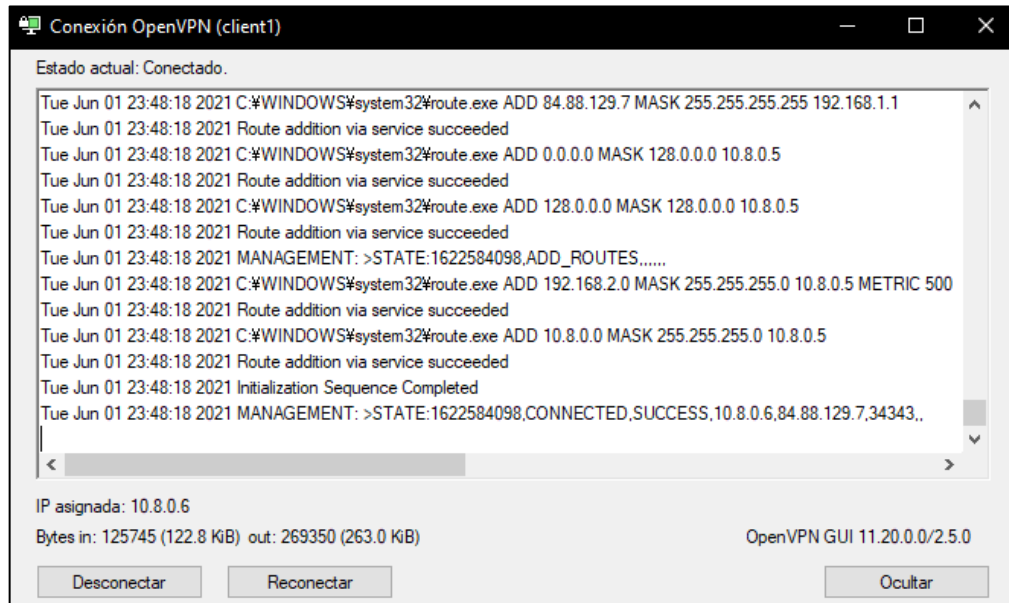 Conexión OpenVPN (client1)
Estado actual: Conectado.
Tue Jun 01 23:48:18 2021 C:¥WINDOWS¥system32¥route.exe ADD 84.88.129.7 MASK 255.255.255.255 192.168.1.1
Tue Jun 01 23:48:18 2021 Route addition via service succeeded
Tue Jun 01 23:48:18 2021 C:¥WINDOWS¥system32¥route.exe ADD 0.0.0.0 MASK 128.0.0.0 10.8.0.5
Tue Jun 01 23:48:18 2021 Route addition via service succeeded
Tue Jun 01 23:48:18 2021 C:¥WINDOWS¥system32¥route.exe ADD 128.0.0.0 MASK 128.0.0.0 10.8.0.5
Tue Jun 01 23:48:18 2021 Route addition via service succeeded
Tue Jun 01 23:48:18 2021 MANAGEMENT: >STATE:1622584098,ADD_ROUTES,,,,,,
Tue Jun 01 23:48:18 2021 C:¥WINDOWS¥system32¥route.exe ADD 192.168.2.0 MASK 255.255.255.0 10.8.0.5 METRIC 500
Tue Jun 01 23:48:18 2021 Route addition via service succeeded
Tue Jun 01 23:48:18 2021 C:¥WINDOWS¥system32¥route.exe ADD 10.8.0.0 MASK 255.255.255.0 10.8.0.5
Tue Jun 01 23:48:18 2021 Route addition via service succeeded
Tue Jun 01 23:48:18 2021 Initialization Sequence Completed
Tue Jun 01 23:48:18 2021 MANAGEMENT: >STATE:1622584098,CONNECTED,SUCCESS,10.8.0.6,84.88.129.7,34343,,
IP asignada: 10.8.0.6
Bytes in: 125745 (122.8 KiB) out: 269350 (263.0 KiB)
OpenVPN GUI 11.20.0.0/2.5.0
Desconectar
Reconectar
Ocultar